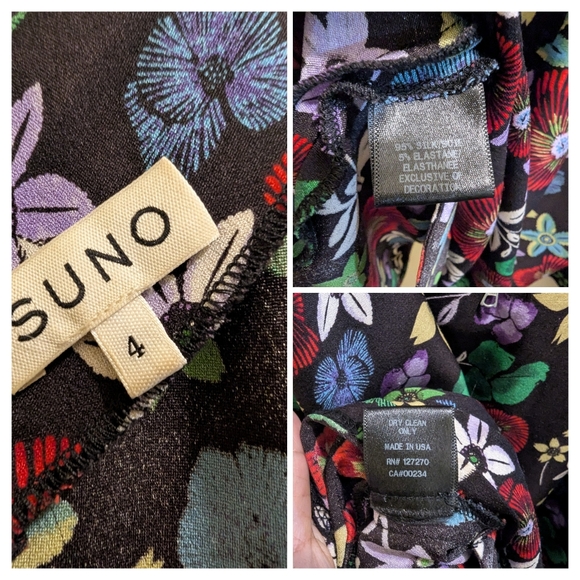 SUNO
4
95% SILK/SOIE
5% ELASTANE
ELASTHANEE
EXCLUSIVE OF
DECORATION
DRY CLEAN
ONLY
MADE IN USA
RN# 127270
CA#00234